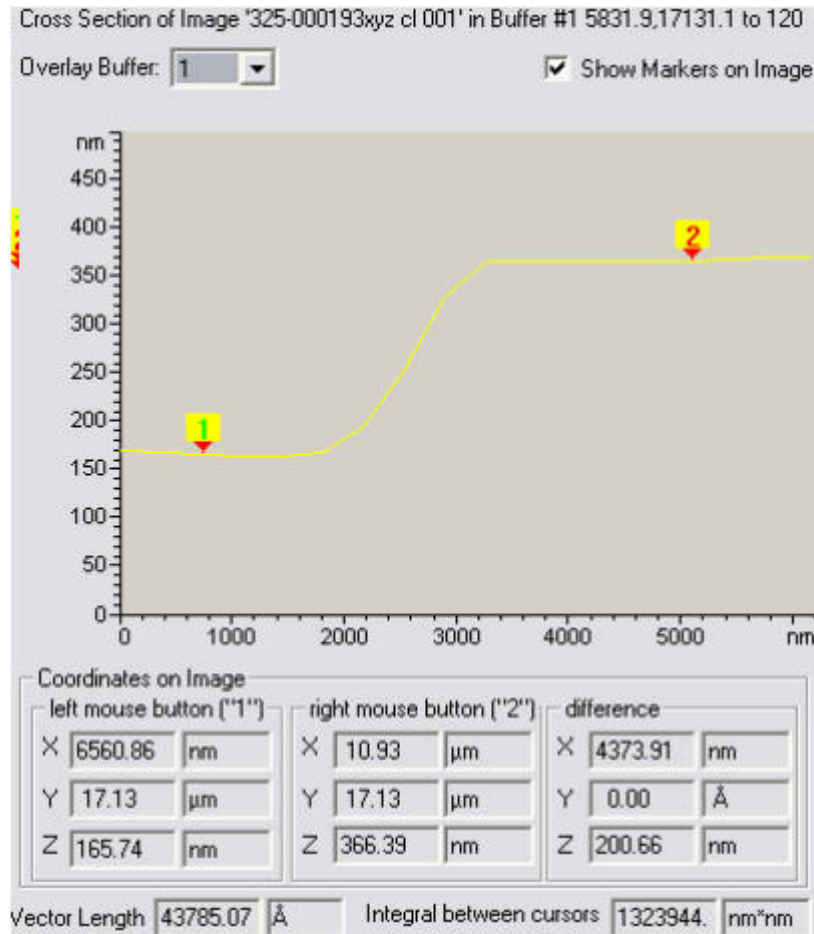 Cross Section of Image '325-000193xyz cl 001' in Buffer #1 5831.9,17131.1 to 120
Overlay Buffer: 1 Show Markers on Image
nm
450
400
350
300
250
200
150
100
50
0
1
2
0 1000 2000 3000 4000 5000 nm
Coordinates on Image
left mouse button ("1") right mouse button ("2") difference
X 6560.86 nm X 10.93 µm X 4373.91 nm
Y 17.13 µm Y 17.13 µm Y 0.00 Å
Z 165.74 nm Z 366.39 nm Z 200.66 nm
Vector Length 43785.07 Å Integral between cursors 1323944. nm*nm